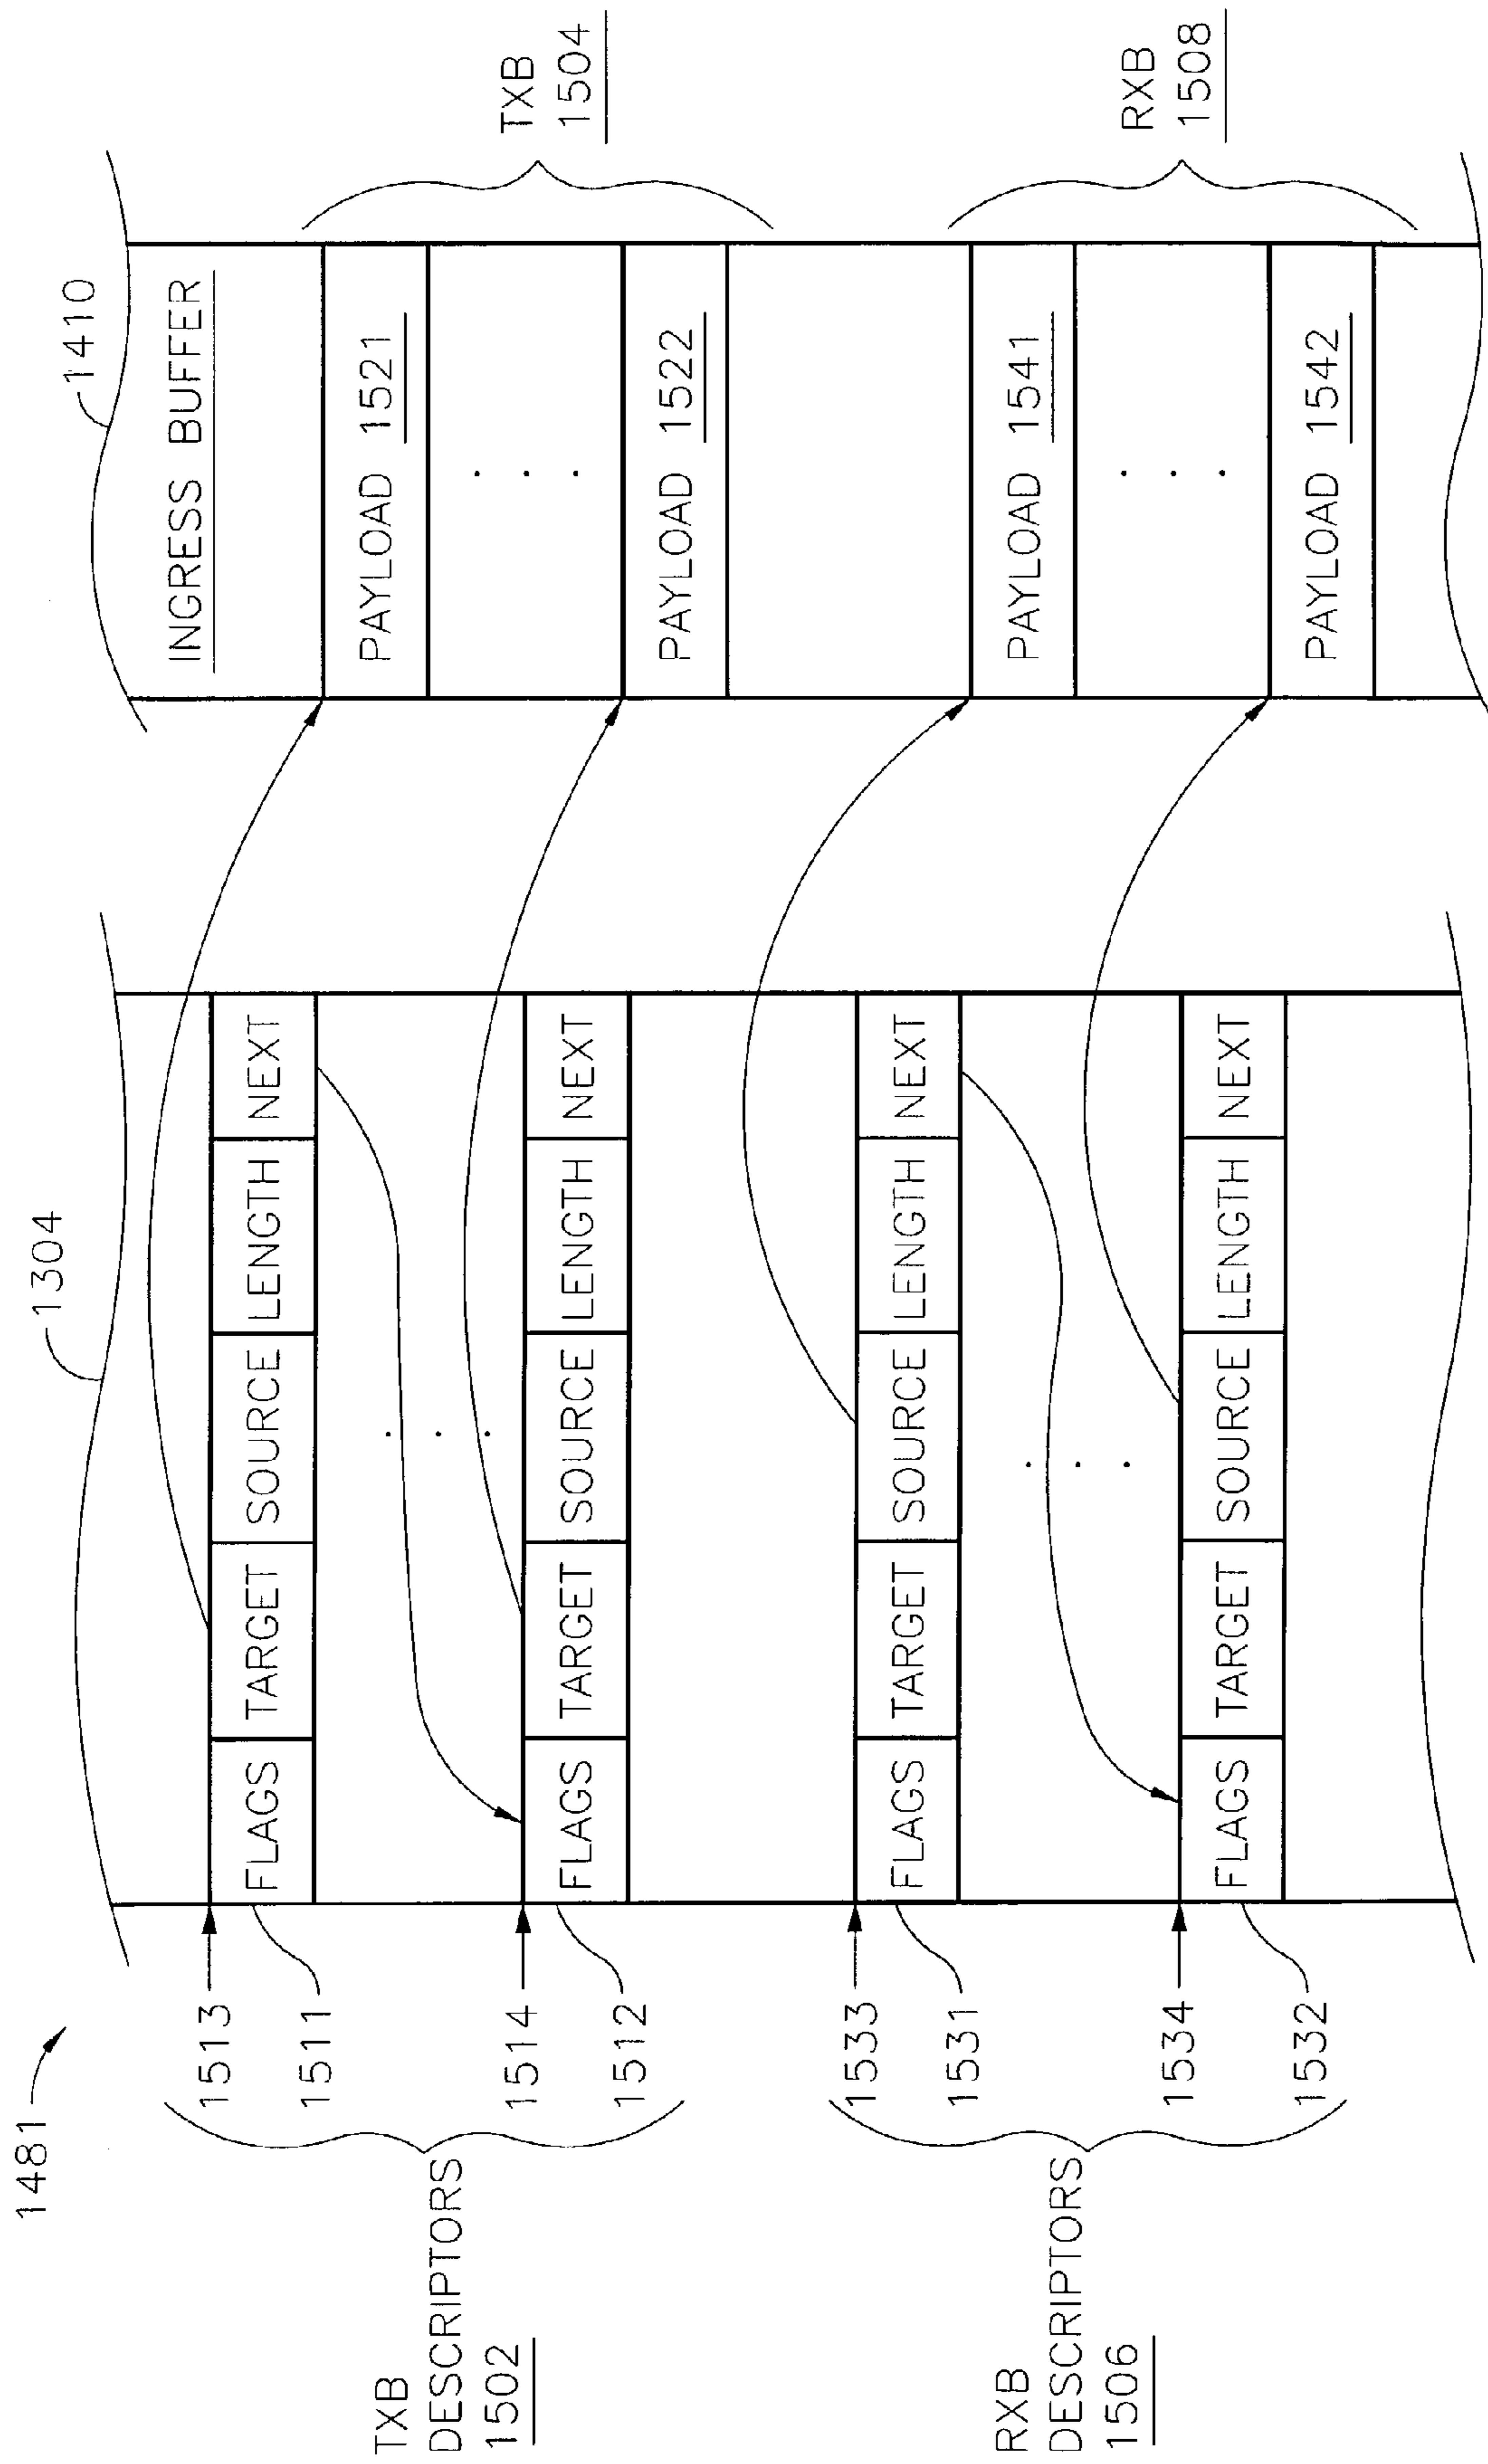 1481
1304
1410
TXB
DESCRIPTORS
1502
1513
1511
1514
1512
FLAGS TARGET SOURCE LENGTH NEXT
. . .
FLAGS TARGET SOURCE LENGTH NEXT
RXB
DESCRIPTORS
1506
1533
1531
1534
1532
FLAGS TARGET SOURCE LENGTH NEXT
. . .
FLAGS TARGET SOURCE LENGTH NEXT
INGRESS BUFFER
PAYLOAD 1521
. . .
PAYLOAD 1522
TXB
1504
PAYLOAD 1541
. . .
PAYLOAD 1542
RXB
1508